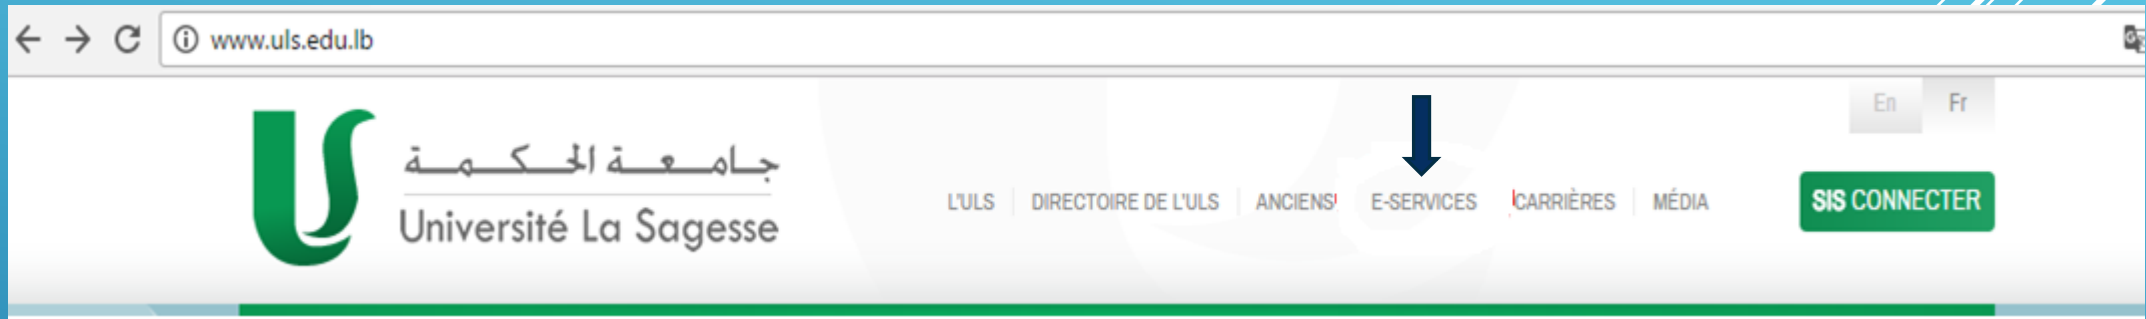 www.uls.edu.lb
En Fr
جامعة الحكمة
Université La Sagesse
L'ULS DIRECTOIRE DE L'ULS ANCIENS E-SERVICES CARRIÈRES MÉDIA
SIS CONNECTER